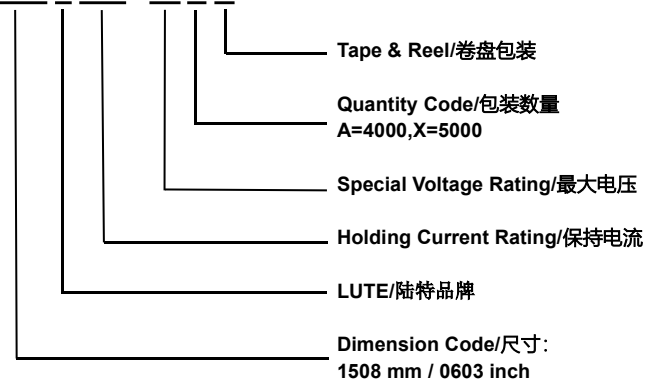 Tape & Reel/卷盘包装
Quantity Code/包装数量
A=4000,X=5000
Special Voltage Rating/最大电压
Holding Current Rating/保持电流
LUTE/陆特品牌
Dimension Code/尺寸：
1508 mm / 0603 inch